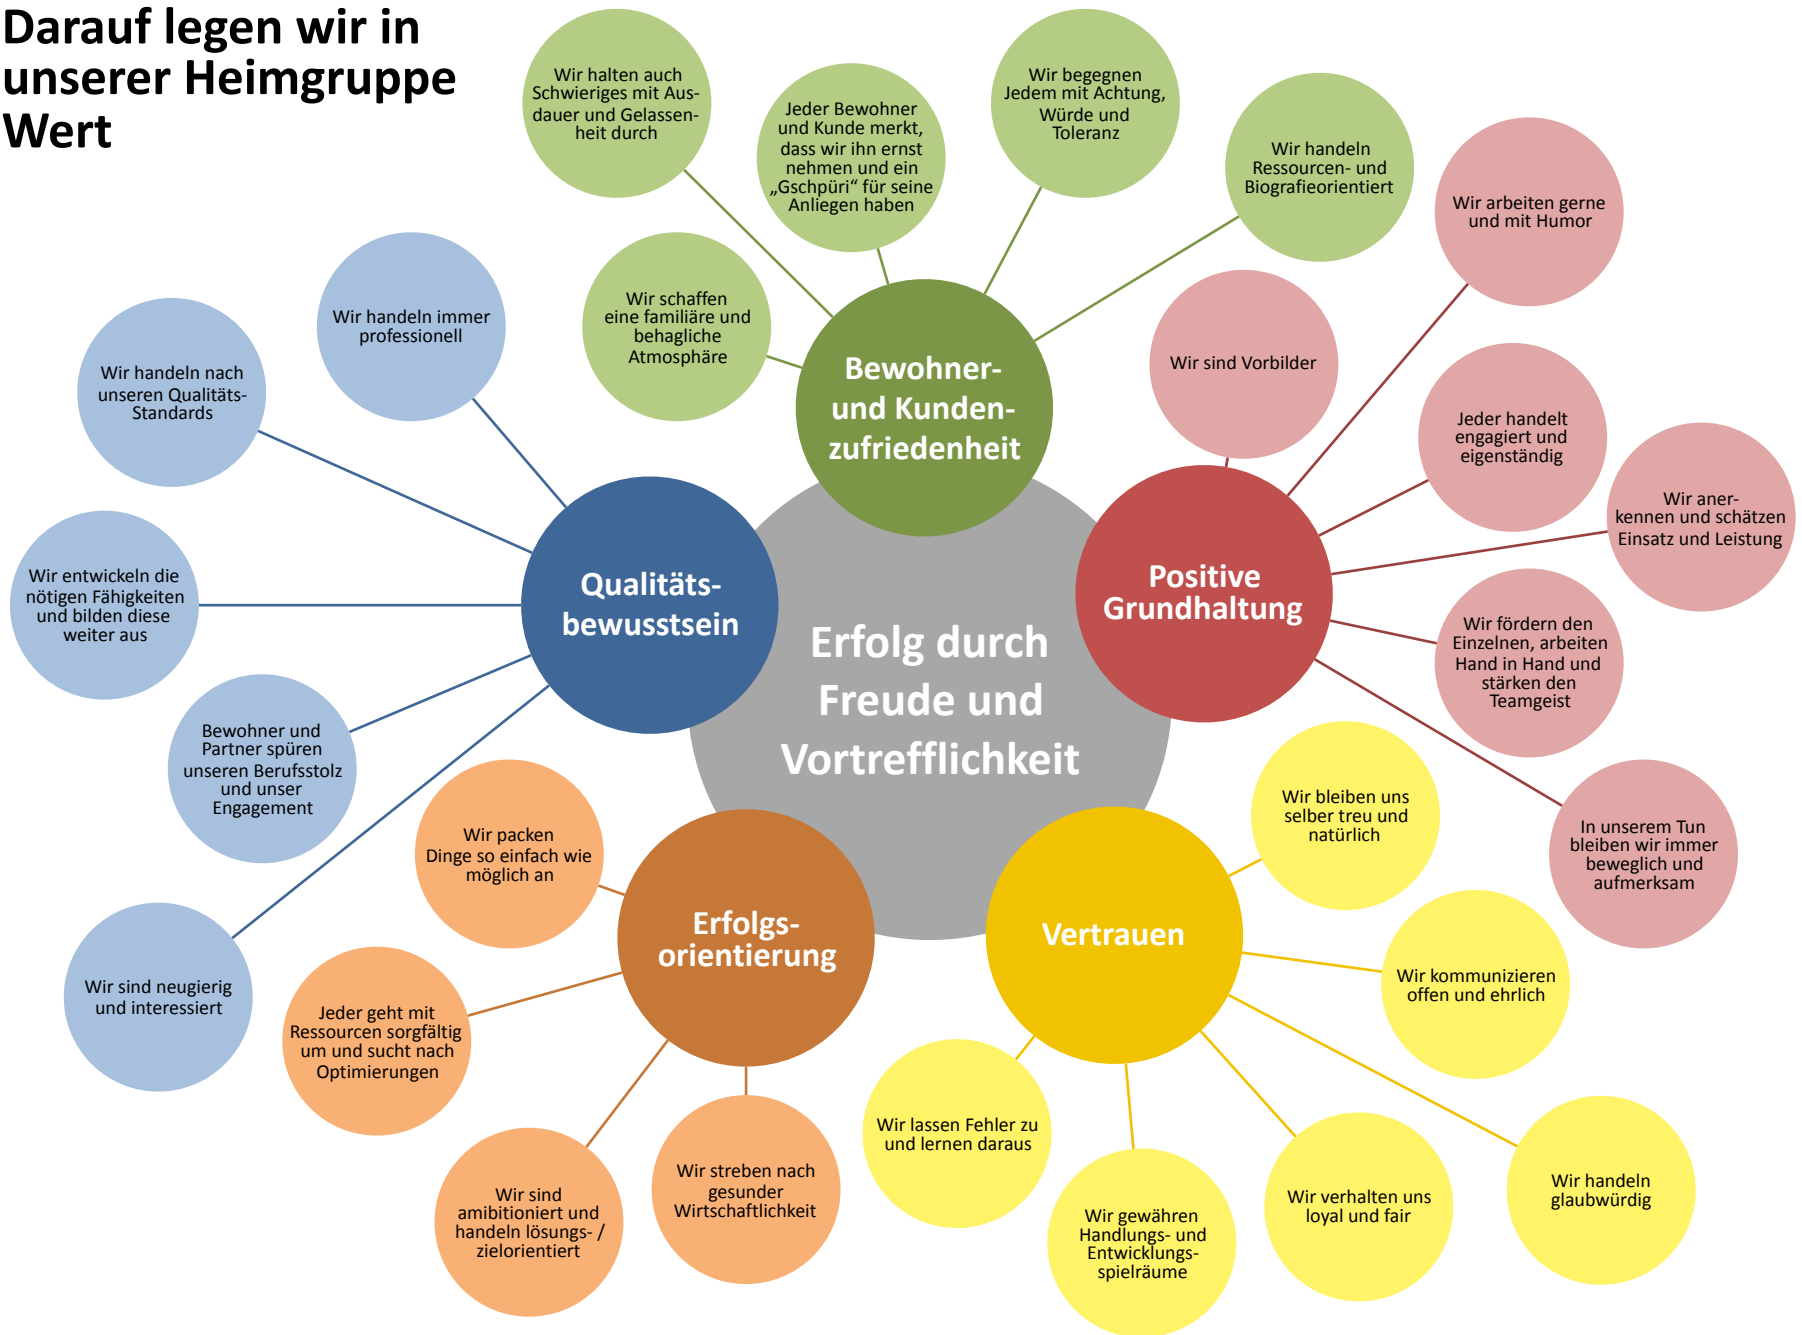 Darauf legen wir in
unserer Heimgruppe
Wert
Wir halten auch
Schwieriges mit Aus-
dauer und Gelassen-
heit durch
Jeder Bewohner
und Kunde merkt,
dass wir ihn ernst
nehmen und ein
„Gschpüri“ für seine
Anliegen haben
Wir begegnen
Jedem mit Achtung,
Würde und
Toleranz
Wir handeln
Ressourcen- und
Biografieorientiert
Wir schaffen
eine familiäre und
behagliche
Atmosphäre
Bewohner-
und Kunden-
zufriedenheit
Wir arbeiten gerne
und mit Humor
Wir sind Vorbilder
Jeder handelt
engagiert und
eigenständig
Wir aner-
kennen und schätzen
Einsatz und Leistung
Wir fördern den
Einzelnen, arbeiten
Hand in Hand und
stärken den
Teamgeist
In unserem Tun
bleiben wir immer
beweglich und
aufmerksam
Positive
Grundhaltung
Wir handeln immer
professionell
Wir handeln nach
unseren Qualitäts-
Standards
Wir entwickeln die
nötigen Fähigkeiten
und bilden diese
weiter aus
Bewohner und
Partner spüren
unseren Berufsstolz
und unser
Engagement
Wir sind neugierig
und interessiert
Qualitäts-
bewusstsein
Erfolg durch
Freude und
Vortrefflichkeit
Wir packen
Dinge so einfach wie
möglich an
Jeder geht mit
Ressourcen sorgfältig
um und sucht nach
Optimierungen
Wir sind
amibitioniert und
handeln lösungs- /
zielorientiert
Wir streben nach
gesunder
Wirtschaftlichkeit
Erfolgs-
orientierung
Wir bleiben uns
selber treu und
natürlich
Wir kommunizieren
offen und ehrlich
Wir handeln
glaubwürdig
Wir verhalten uns
loyal und fair
Wir gewähren
Handlungs- und
Entwicklungs-
spielräume
Wir lassen Fehler zu
und lernen daraus
Vertrauen